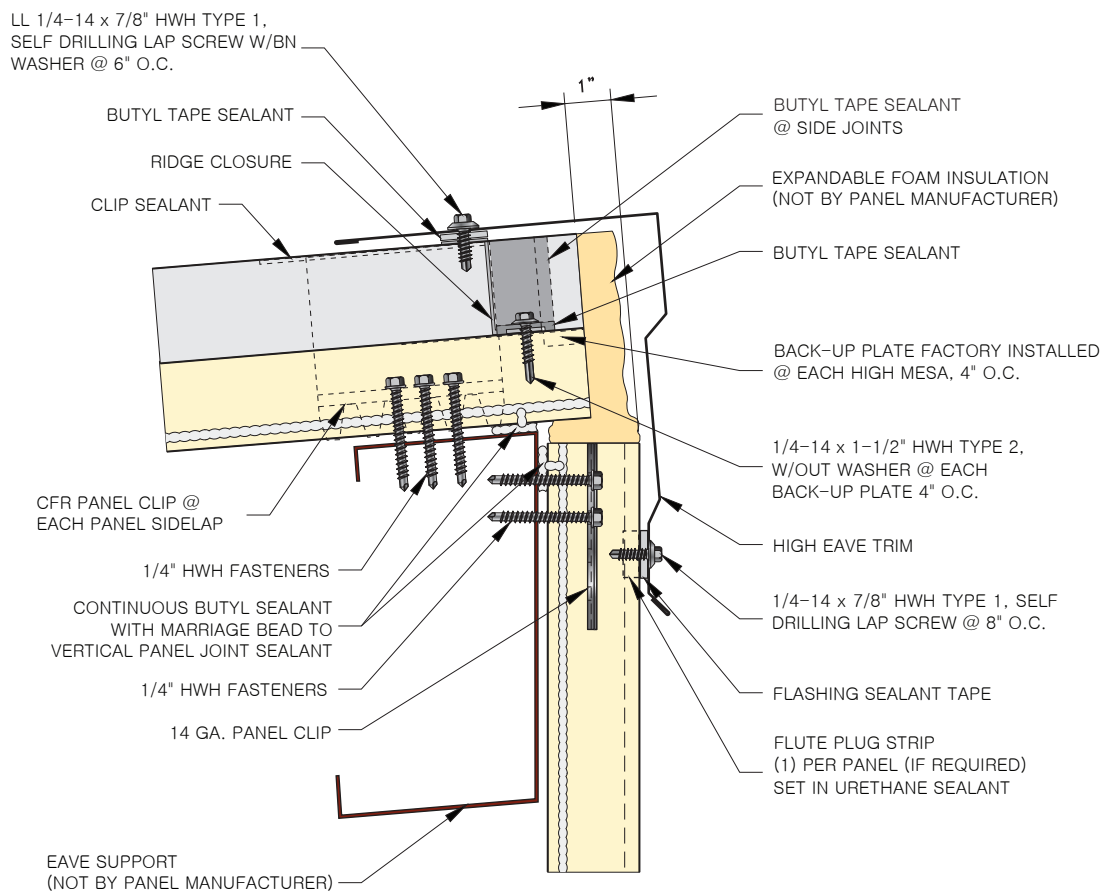 LL 1/4-14 x 7/8" HWH TYPE 1,
SELF DRILLING LAP SCREW W/BN
WASHER @ 6" O.C.
BUTYL TAPE SEALANT
RIDGE CLOSURE
CLIP SEALANT
CFR PANEL CLIP @
EACH PANEL SIDELAP
1/4" HWH FASTENERS
CONTINUOUS BUTYL SEALANT
WITH MARRIAGE BEAD TO
VERTICAL PANEL JOINT SEALANT
1/4" HWH FASTENERS
14 GA. PANEL CLIP
EAVE SUPPORT
(NOT BY PANEL MANUFACTURER)
1”
BUTYL TAPE SEALANT
@ SIDE JOINTS
EXPANDABLE FOAM INSULATION
(NOT BY PANEL MANUFACTURER)
BUTYL TAPE SEALANT
BACK-UP PLATE FACTORY INSTALLED
@ EACH HIGH MESA, 4" O.C.
1/4-14 x 1-1/2" HWH TYPE 2,
W/OUT WASHER @ EACH
BACK-UP PLATE 4" O.C.
HIGH EAVE TRIM
1/4-14 x 7/8" HWH TYPE 1, SELF
DRILLING LAP SCREW @ 8" O.C.
FLASHING SEALANT TAPE
FLUTE PLUG STRIP
(1) PER PANEL (IF REQUIRED)
SET IN URETHANE SEALANT